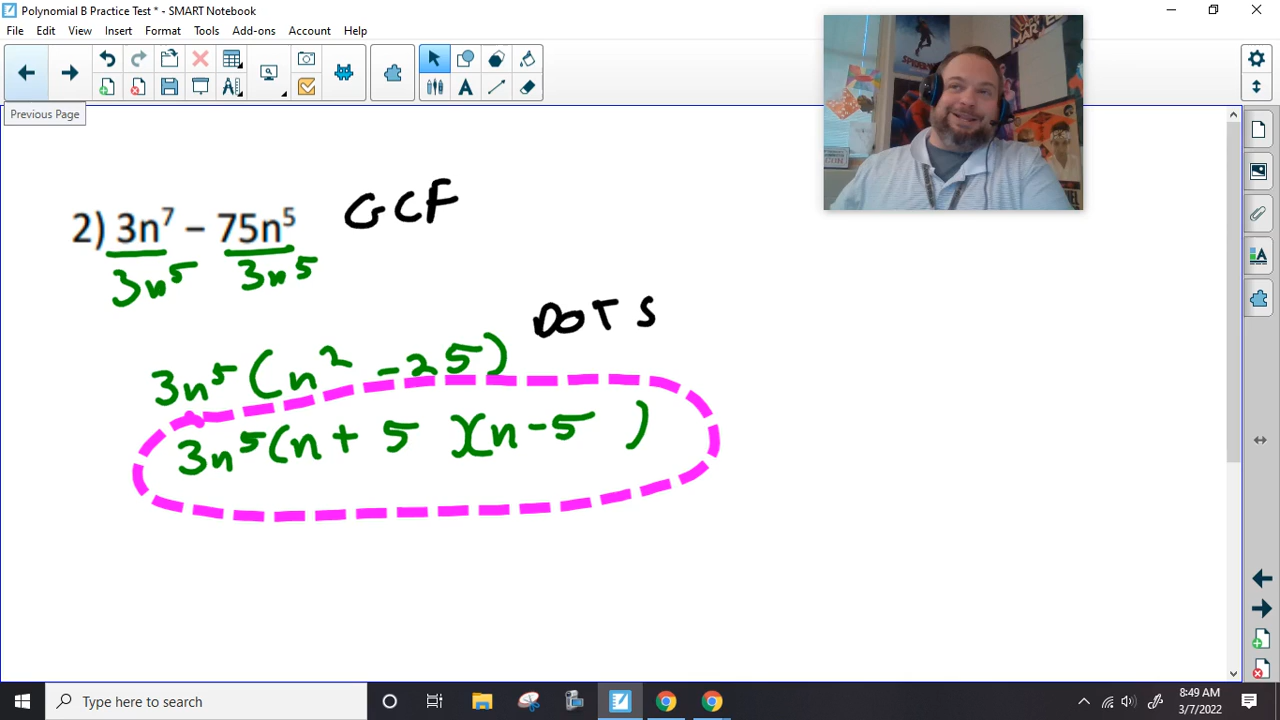 Polynomial B Practice Test * - SMART Notebook
File Edit View Insert Format Tools Add-ons Account Help
Previous Page
2) 3n⁷ – 75n⁵ GCF
3n⁵ 3n⁵
DOTS
3n⁵(n² - 25)
3n⁵(n + 5)(n - 5)
Type here to search
8:49 AM
3/7/2022